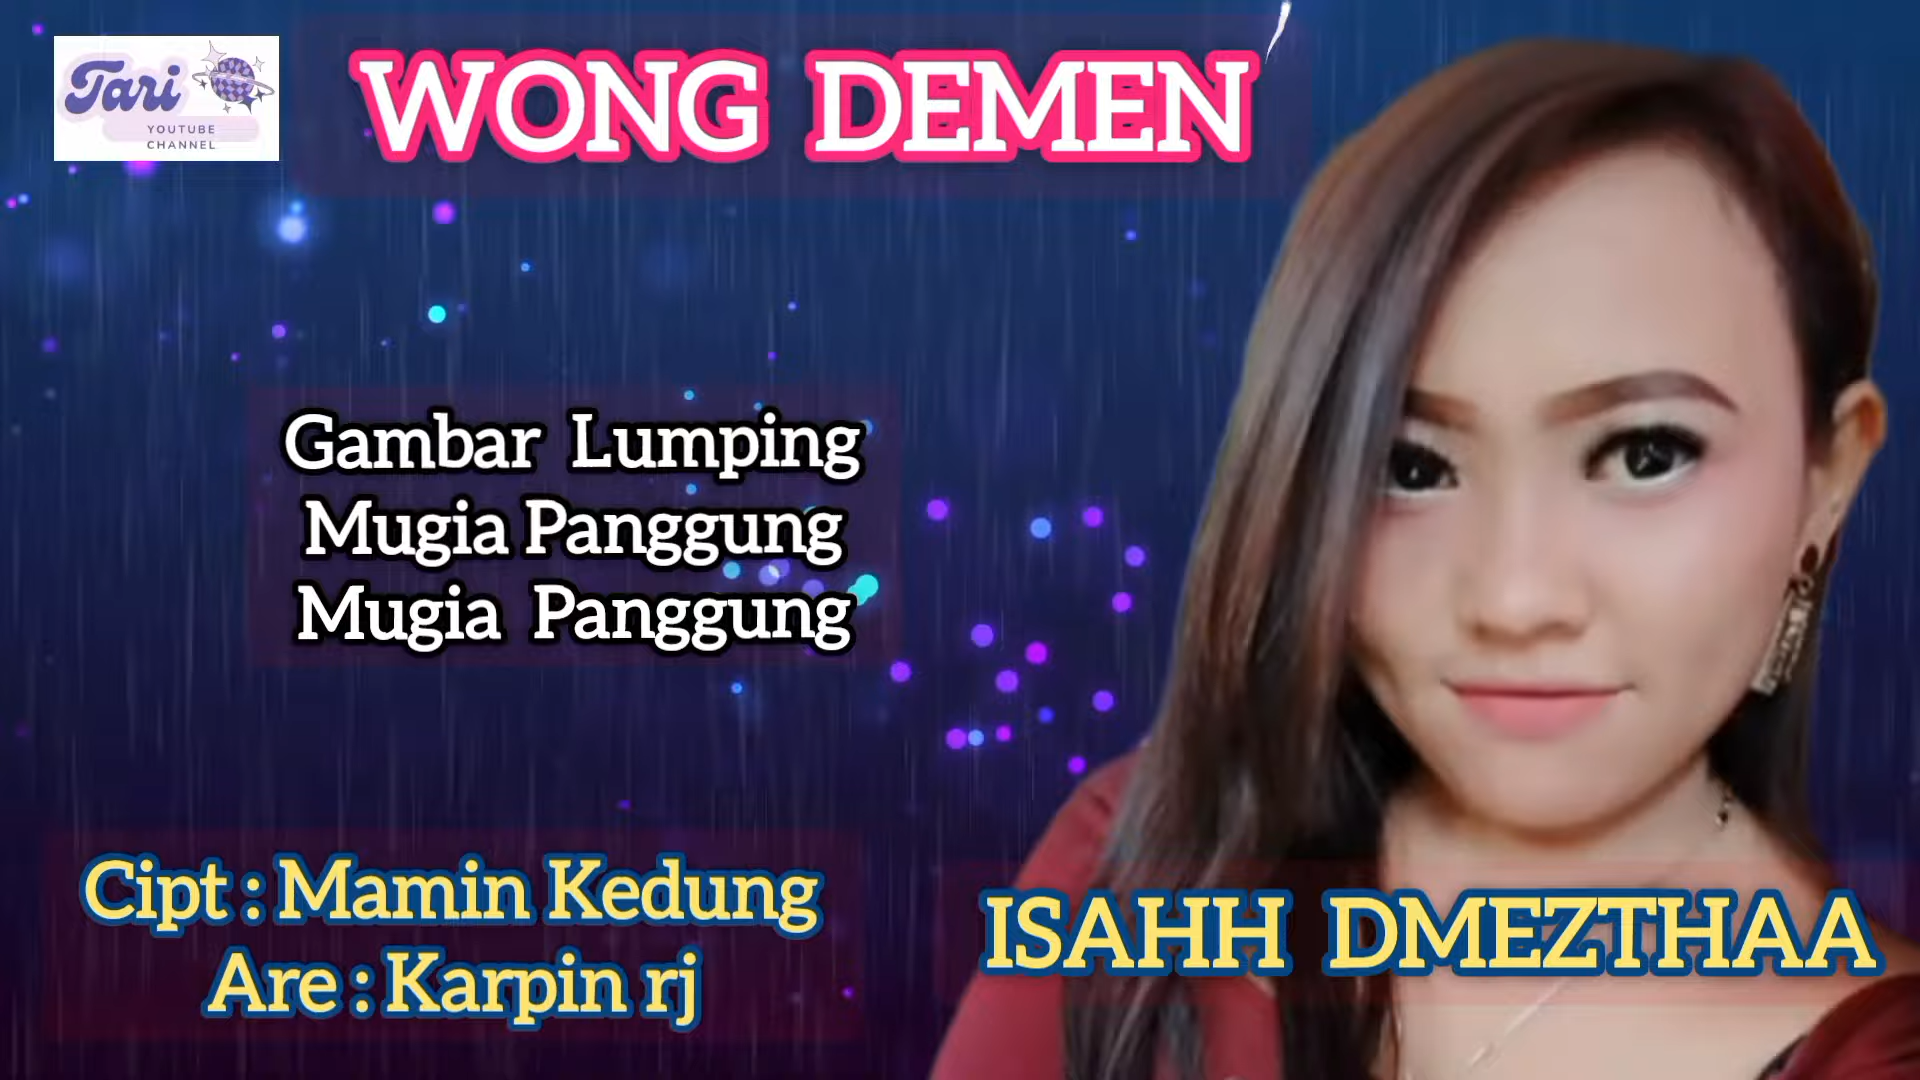 Tari
YOUTUBE
CHANNEL
WONG DEMEN
Gambar Lumping
Mugia Panggung
Mugia Panggung
Cipt : Mamin Kedung
Are : Karpin rj
ISAHH DMEZTHAA